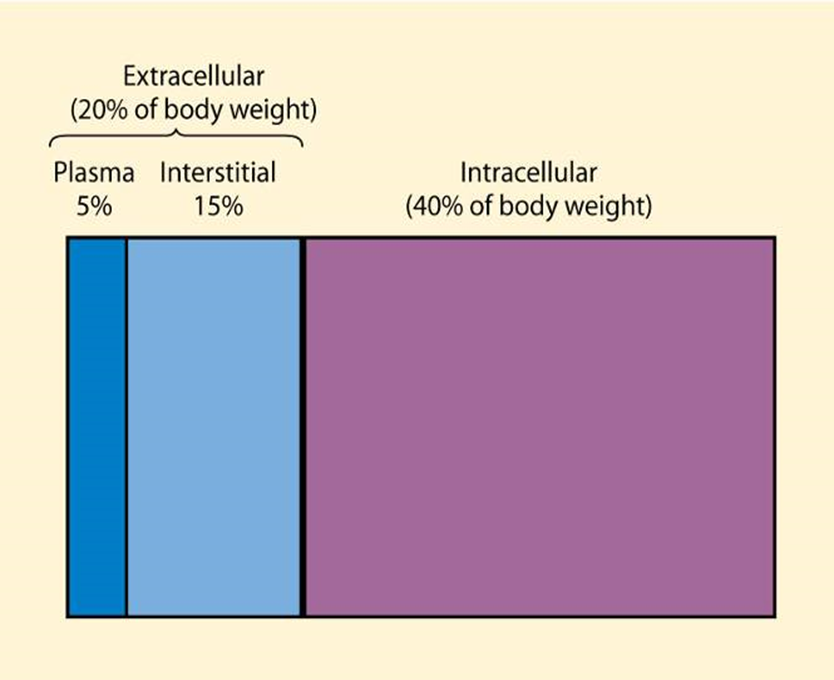 Extracellular
(20% of body weight)
Plasma
5%
Interstitial
15%
Intracellular
(40% of body weight)